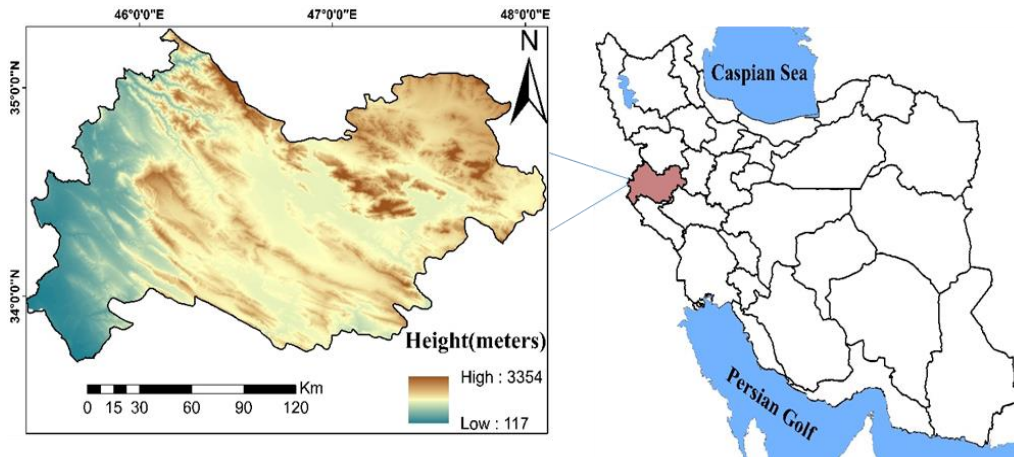 46°0'0"E 47°0'0"E 48°0'0"E
35°0'0"N
34°0'0"N
N
Height(meters)
High : 3354
Low : 117
Km
0 15 30 60 90 120
Caspian Sea
Persian Golf